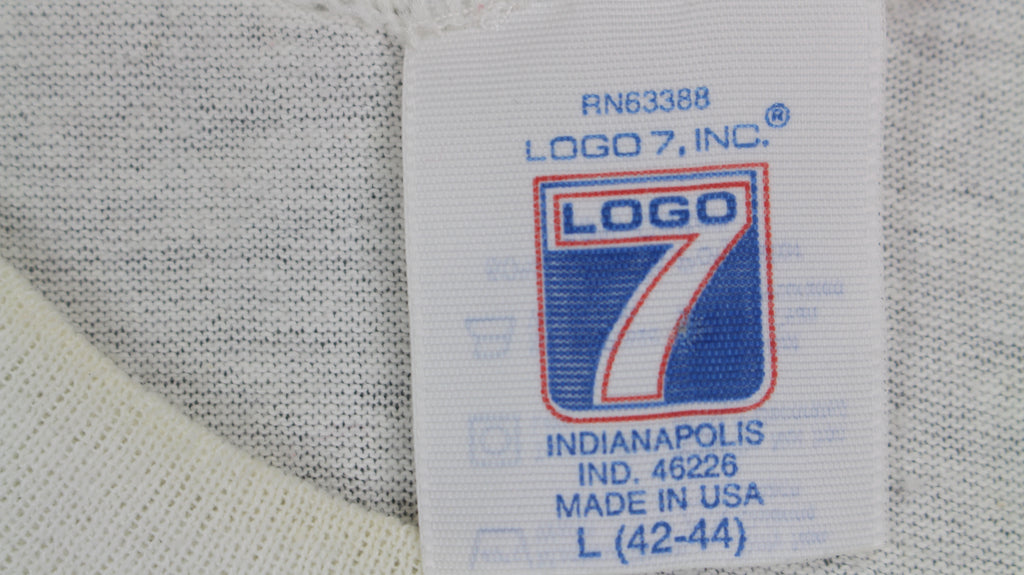 RN63388
LOGO 7, INC.®
LOGO
7
INDIANAPOLIS
IND. 46226
MADE IN USA
L (42-44)